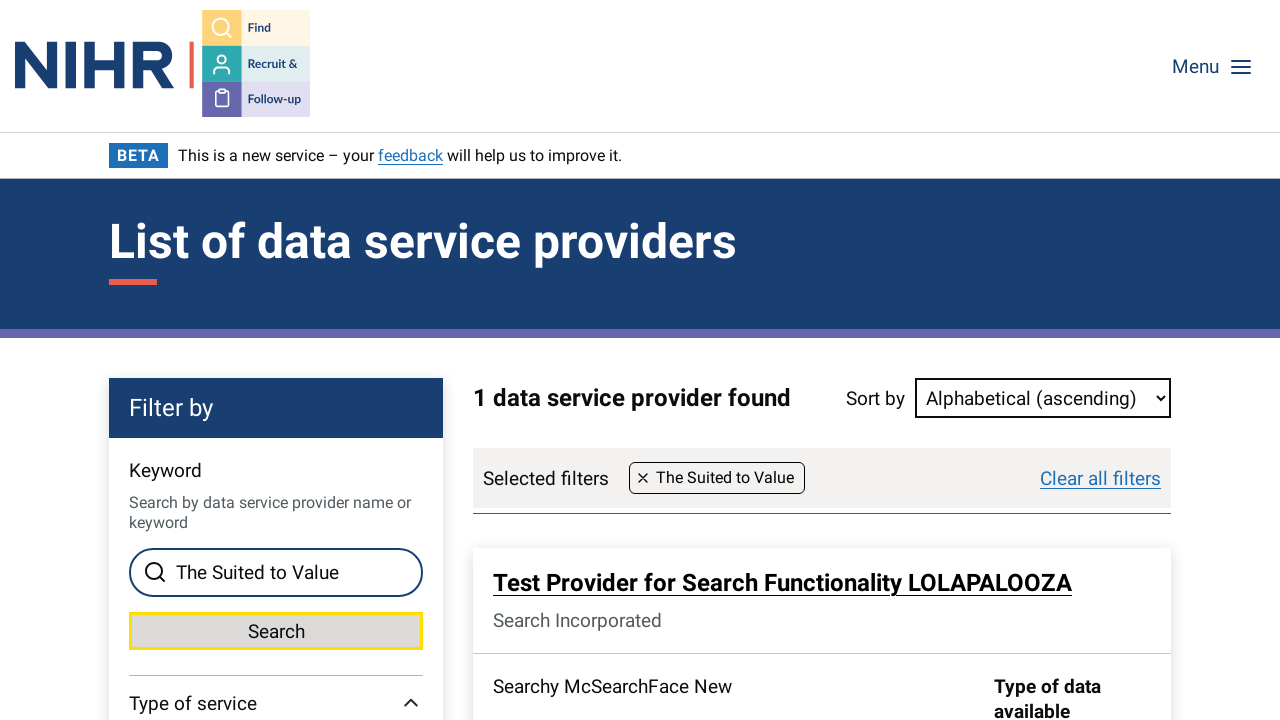 NIHR
Find
Recruit &
Follow-up
Menu
BETA This is a new service – your feedback will help us to improve it.
List of data service providers
Filter by
Keyword
Search by data service provider name or
keyword
The Suited to Value
Search
Type of service
1 data service provider found
Sort by Alphabetical (ascending)
Selected filters The Suited to Value Clear all filters
Test Provider for Search Functionality LOLAPALOOZA
Search Incorporated
Searchy McSearchFace New
Type of data
available